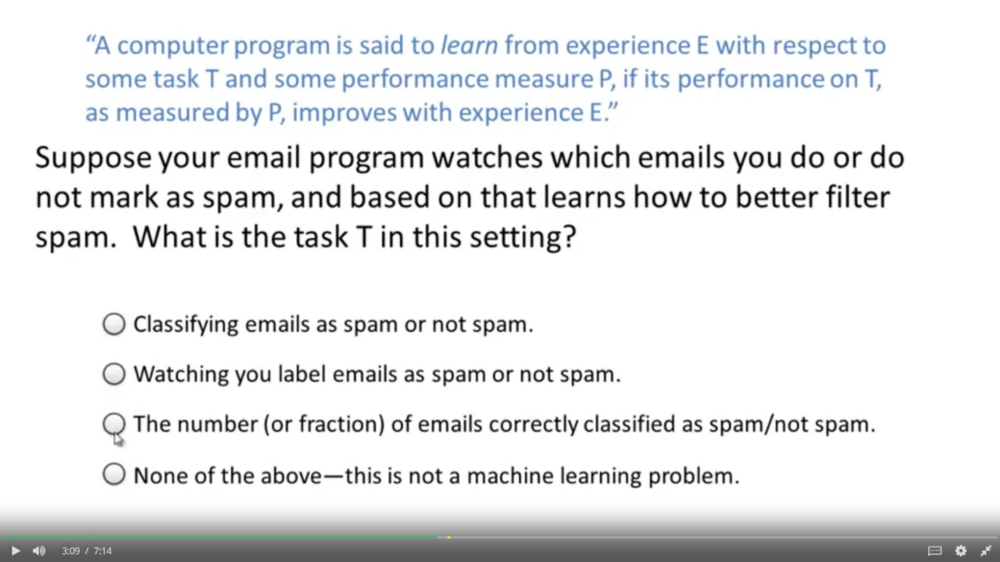 “A computer program is said to learn from experience E with respect to
some task T and some performance measure P, if its performance on T,
as measured by P, improves with experience E.”
Suppose your email program watches which emails you do or do
not mark as spam, and based on that learns how to better filter
spam.  What is the task T in this setting?
Classifying emails as spam or not spam.
Watching you label emails as spam or not spam.
The number (or fraction) of emails correctly classified as spam/not spam.
None of the above—this is not a machine learning problem.
3:09 / 7:14